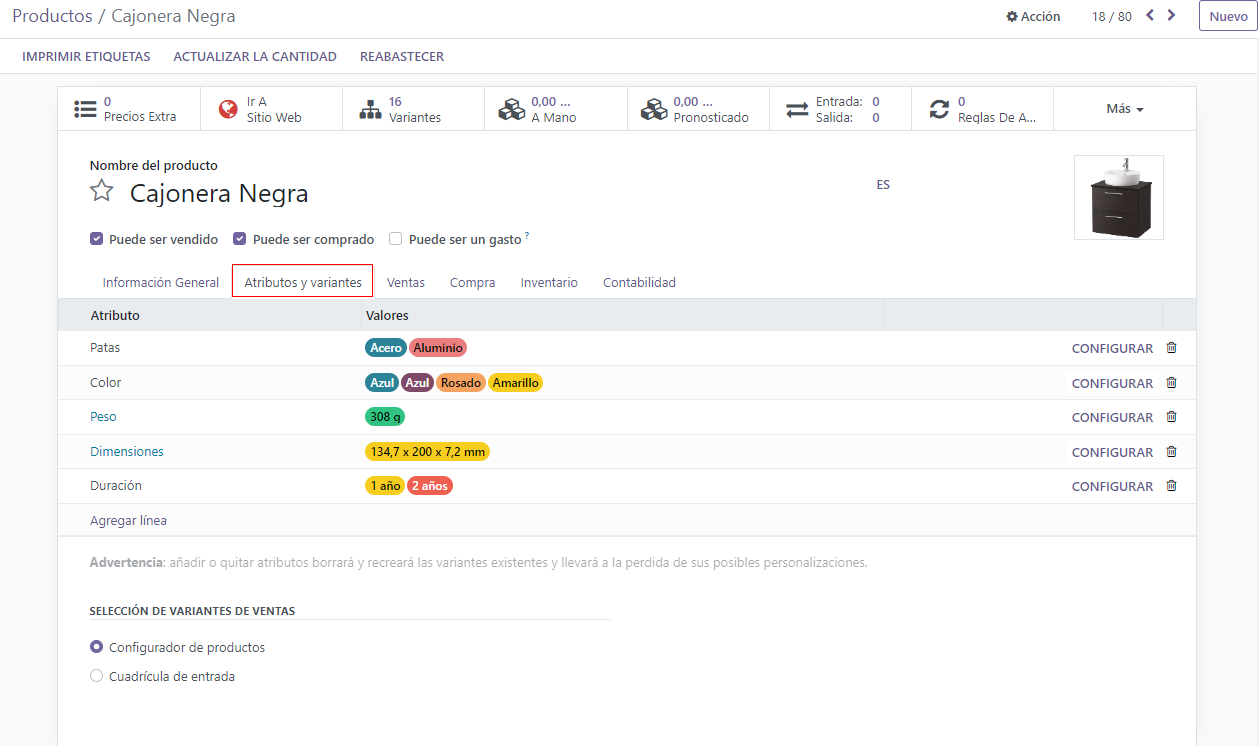 Productos / Cajonera Negra
Acción 18 / 80 Nuevo
IMPRIMIR ETIQUETAS ACTUALIZAR LA CANTIDAD REABASTECER
0 Precios Extra
Ir A Sitio Web
16 Variantes
0,00 ... A Mano
0,00 ... Pronosticado
Entrada: 0
Salida: 0
0 Reglas De A...
Más
Nombre del producto
Cajonera Negra
ES
Puede ser vendido Puede ser comprado Puede ser un gasto ?
Información General Atributos y variantes Ventas Compra Inventario Contabilidad
Atributo Valores
Patas Acero Aluminio CONFIGURAR
Color Azul Azul Rosado Amarillo CONFIGURAR
Peso 308 g CONFIGURAR
Dimensiones 134,7 x 200 x 7,2 mm CONFIGURAR
Duración 1 año 2 años CONFIGURAR
Agregar línea
Advertencia: añadir o quitar atributos borrará y recreará las variantes existentes y llevará a la perdida de sus posibles personalizaciones.
SELECCIÓN DE VARIANTES DE VENTAS
Configurador de productos
Cuadrícula de entrada